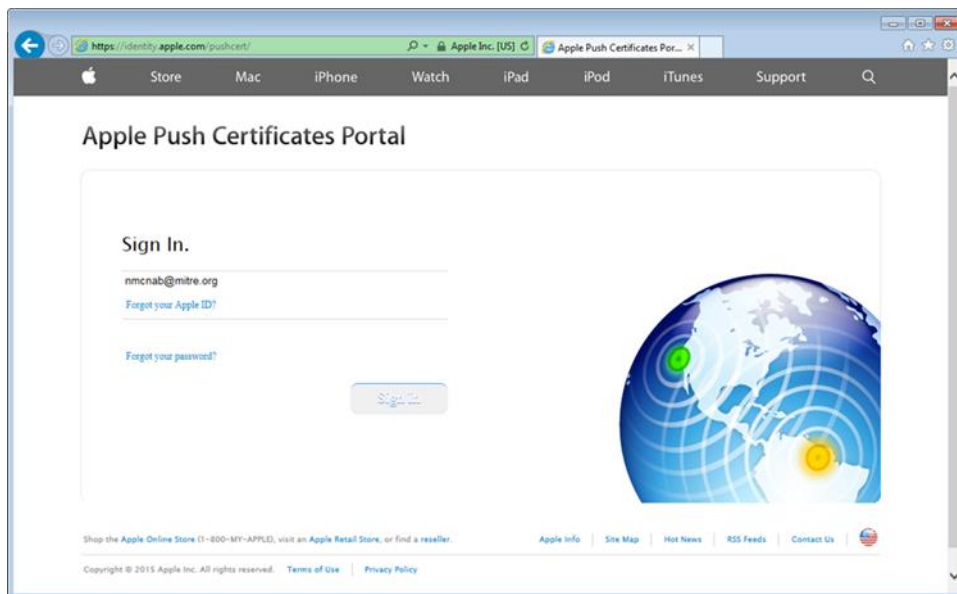 https://identity.apple.com/pushcert/ Apple Inc. [US] Apple Push Certificates Por...
Store Mac iPhone Watch iPad iPod iTunes Support
Apple Push Certificates Portal
Sign In.
nmcnab@mitre.org
Forgot your Apple ID?
Forgot your password?
Sign In
Shop the Apple Online Store (1-800-MY-APPLE), visit an Apple Retail Store, or find a reseller. Apple Info Site Map Hot News RSS Feeds Contact Us
Copyright © 2015 Apple Inc. All rights reserved. Terms of Use Privacy Policy